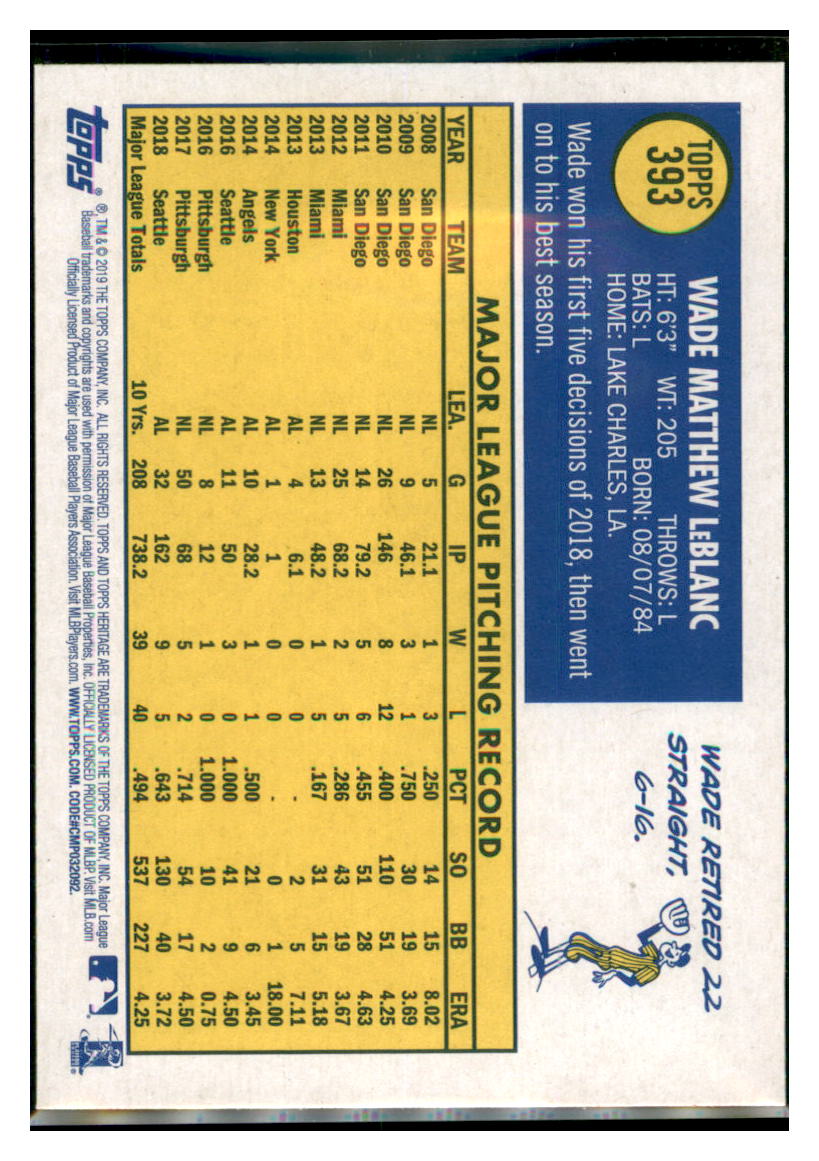 TOPPS
393
WADE MATTHEW LeBLANC
HT: 6'3" WT: 205 THROWS: L
BATS: L BORN: 08/07/84
HOME: LAKE CHARLES, LA.
Wade won his first five decisions of 2018, then went
on to his best season.
WADE RETIRED 22
STRAIGHT,
6-16.
MAJOR LEAGUE PITCHING RECORD
YEAR TEAM LEA. G IP W L PCT SO BB ERA
2008 San Diego NL 5 21.1 1 3 .250 14 15 8.02
2009 San Diego NL 9 46.1 3 1 .750 30 19 3.69
2010 San Diego NL 26 146 8 12 .400 110 51 4.25
2011 San Diego NL 14 79.2 5 6 .455 51 28 4.63
2012 Miami NL 25 68.2 2 5 .286 43 19 3.67
2013 Miami NL 13 48.2 1 5 .167 31 15 5.18
2013 Houston AL 4 6.1 0 0 - 2 5 7.11
2014 New York AL 1 1 0 0 - 0 1 18.00
2014 Angels AL 10 28.2 1 1 .500 21 6 3.45
2016 Seattle AL 11 50 3 0 1.000 41 9 4.50
2016 Pittsburgh NL 8 12 1 0 1.000 10 2 0.75
2017 Pittsburgh NL 50 68 5 2 .714 54 17 4.50
2018 Seattle AL 32 162 9 5 .643 130 40 3.72
Major League Totals 10 Yrs. 208 738.2 39 40 .494 537 227 4.25
topps®
®, TM & © 2019 THE TOPPS COMPANY, INC. ALL RIGHTS RESERVED. TOPPS AND TOPPS HERITAGE ARE TRADEMARKS OF THE TOPPS COMPANY, INC. Major League
Baseball trademarks and copyrights are used with permission of Major League Baseball Properties, Inc. OFFICIALLY LICENSED PRODUCT OF MLBP. Visit MLB.com
Officially Licensed Product of Major League Baseball Players Association. Visit MLBPlayers.com. WWW.TOPPS.COM. CODE#CMP032092.